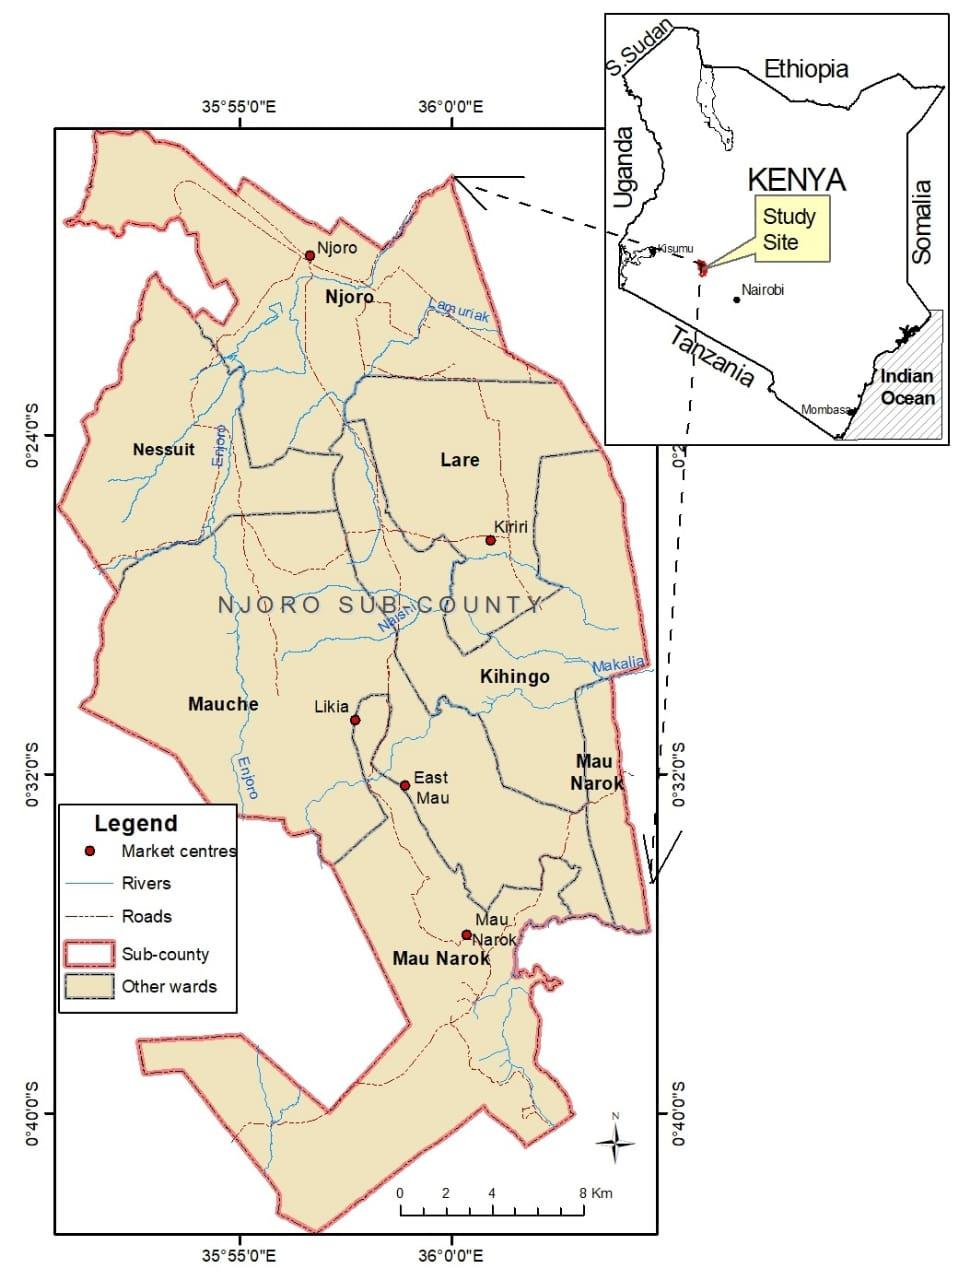 35°55'0"E
36°0'0"E
S.Sudan
Ethiopia
Uganda
KENYA
Study
Site
Somalia
Kisumu
Nairobi
Tanzania
Indian
Ocean
Mombasa
Njoro
Njoro
Lamuriak
0°24'0"S
0°2
Nessuit
Enjoro
Lare
Kiriri
NJORO SUB-COUNTY
Naishi
Makalia
Kihingo
Mauche
Likia
Enjoro
East
Mau
Mau
Narok
0°32'0"S
0°32'0"S
Legend
Market centres
Rivers
Roads
Sub-county
Other wards
Mau
Narok
Mau Narok
0°40'0"S
0°40'0"S
N
0 2 4 8 Km
35°55'0"E
36°0'0"E